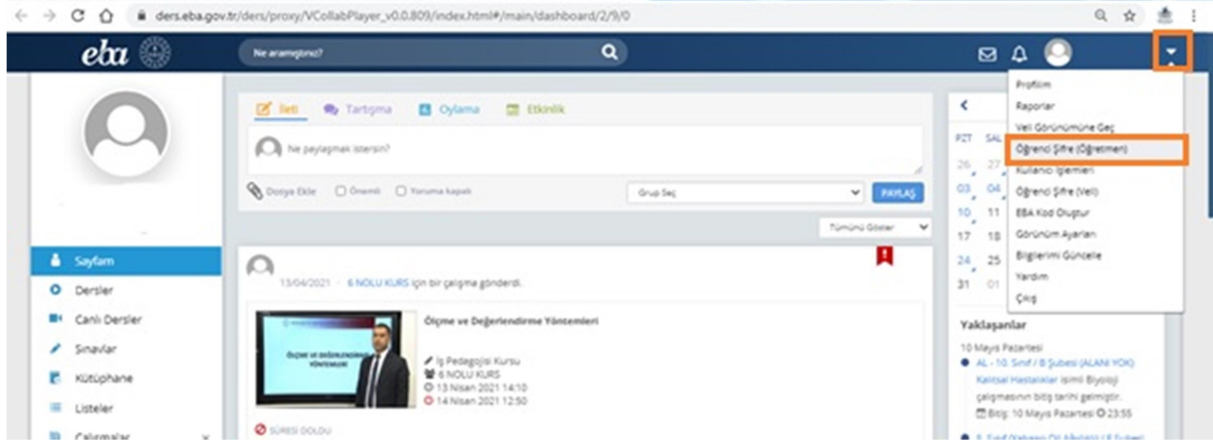 ders.eba.gov.tr/ders/proxy/VCollabPlayer_v0.0.809/index.html#/main/dashboard/2/9/0
eba
Ne aramıştınız?
İleti
Tartışma
Oylama
Etkinlik
Ne paylaşmak istersin?
Dosya Ekle
Önemli
Yoruma kapalı
Grup Seç
PAYLAŞ
Tümünü Göster
Sayfam
Dersler
Canlı Dersler
Sınavlar
Kütüphane
Listeler
Çalışmalar
13/04/2021 - 6 NOLU KURS için bir çalışma gönderdi.
ÖLÇME VE DEĞERLENDİRME
YÖNTEMLERİ
Ölçme ve Değerlendirme Yöntemleri
İş Pedagojisi Kursu
6 NOLU KURS
13 Nisan 2021 14:10
14 Nisan 2021 12:50
SÜRESİ DOLDU
Profilim
Raporlar
Veli Görünümüne Geç
Öğrenci Şifre (Öğretmen)
Kullanıcı İşlemleri
Öğrenci Şifre (Veli)
EBA Kod Oluştur
Görünüm Ayarları
Bilgilerimi Güncelle
Yardım
Çıkış
PZT SAL
26 27
03 04
10 11
17 18
24 25
31 01
Yaklaşanlar
10 Mayıs Pazartesi
AL - 10. Sınıf / B Şubesi (ALANI YOK)
Kalıtsal Hastalıklar isimli Biyoloji
çalışmasının bitiş tarihi gelmiştir.
Bitiş: 10 Mayıs Pazartesi 23:55